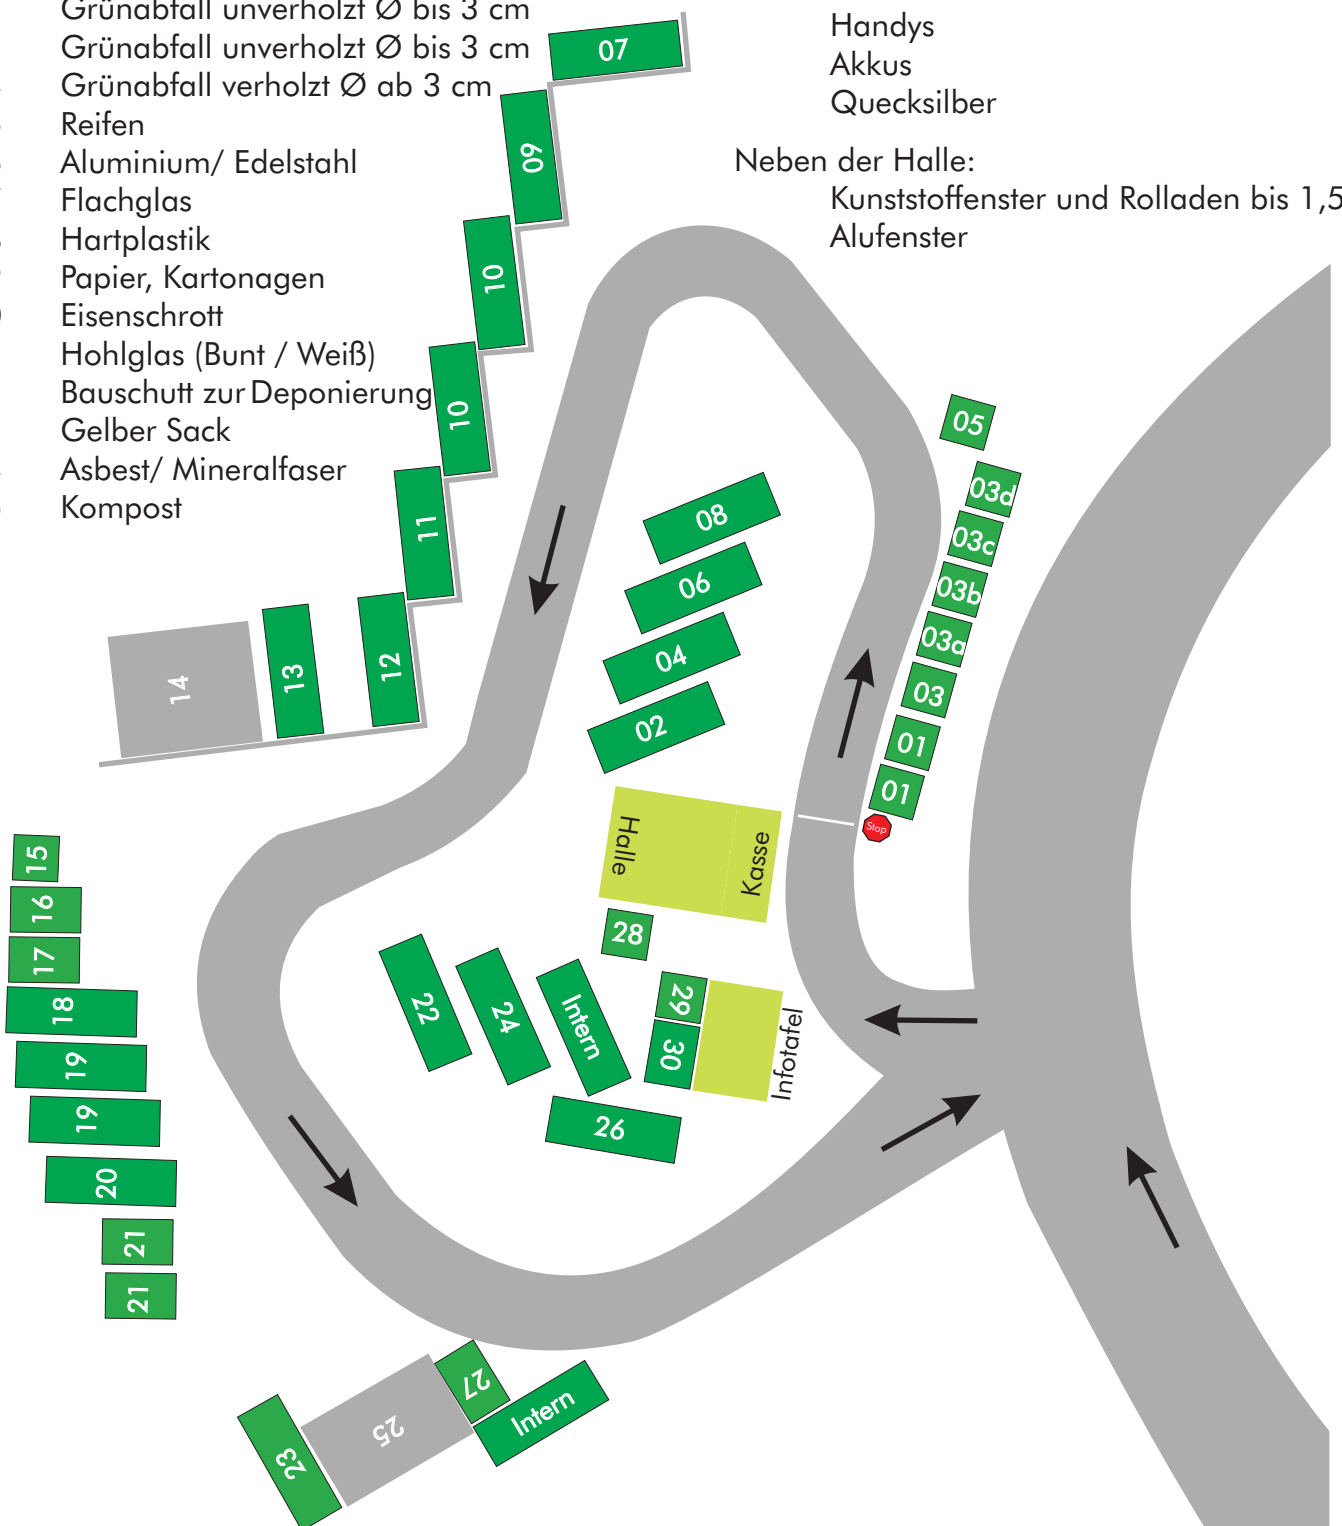 Grünabfall unverholzt Ø bis 3 cm
Grünabfall unverholzt Ø bis 3 cm
Grünabfall verholzt Ø ab 3 cm
Reifen
Aluminium/ Edelstahl
Flachglas
Hartplastik
Papier, Kartonagen
Eisenschrott
Hohlglas (Bunt / Weiß)
Bauschutt zur Deponierung
Gelber Sack
Asbest/ Mineralfaser
Kompost
Handys
Akkus
Quecksilber
Neben der Halle:
Kunststoffenster und Rolladen bis 1,5
Alufenster
07
09
10
10
11
12
13
14
05
03d
03c
03b
03a
03
01
01
Stop
08
06
04
02
Halle
Kasse
28
29
30
Infotafel
22
24
Intern
26
15
16
17
18
19
19
20
21
21
27
Intern
25
23